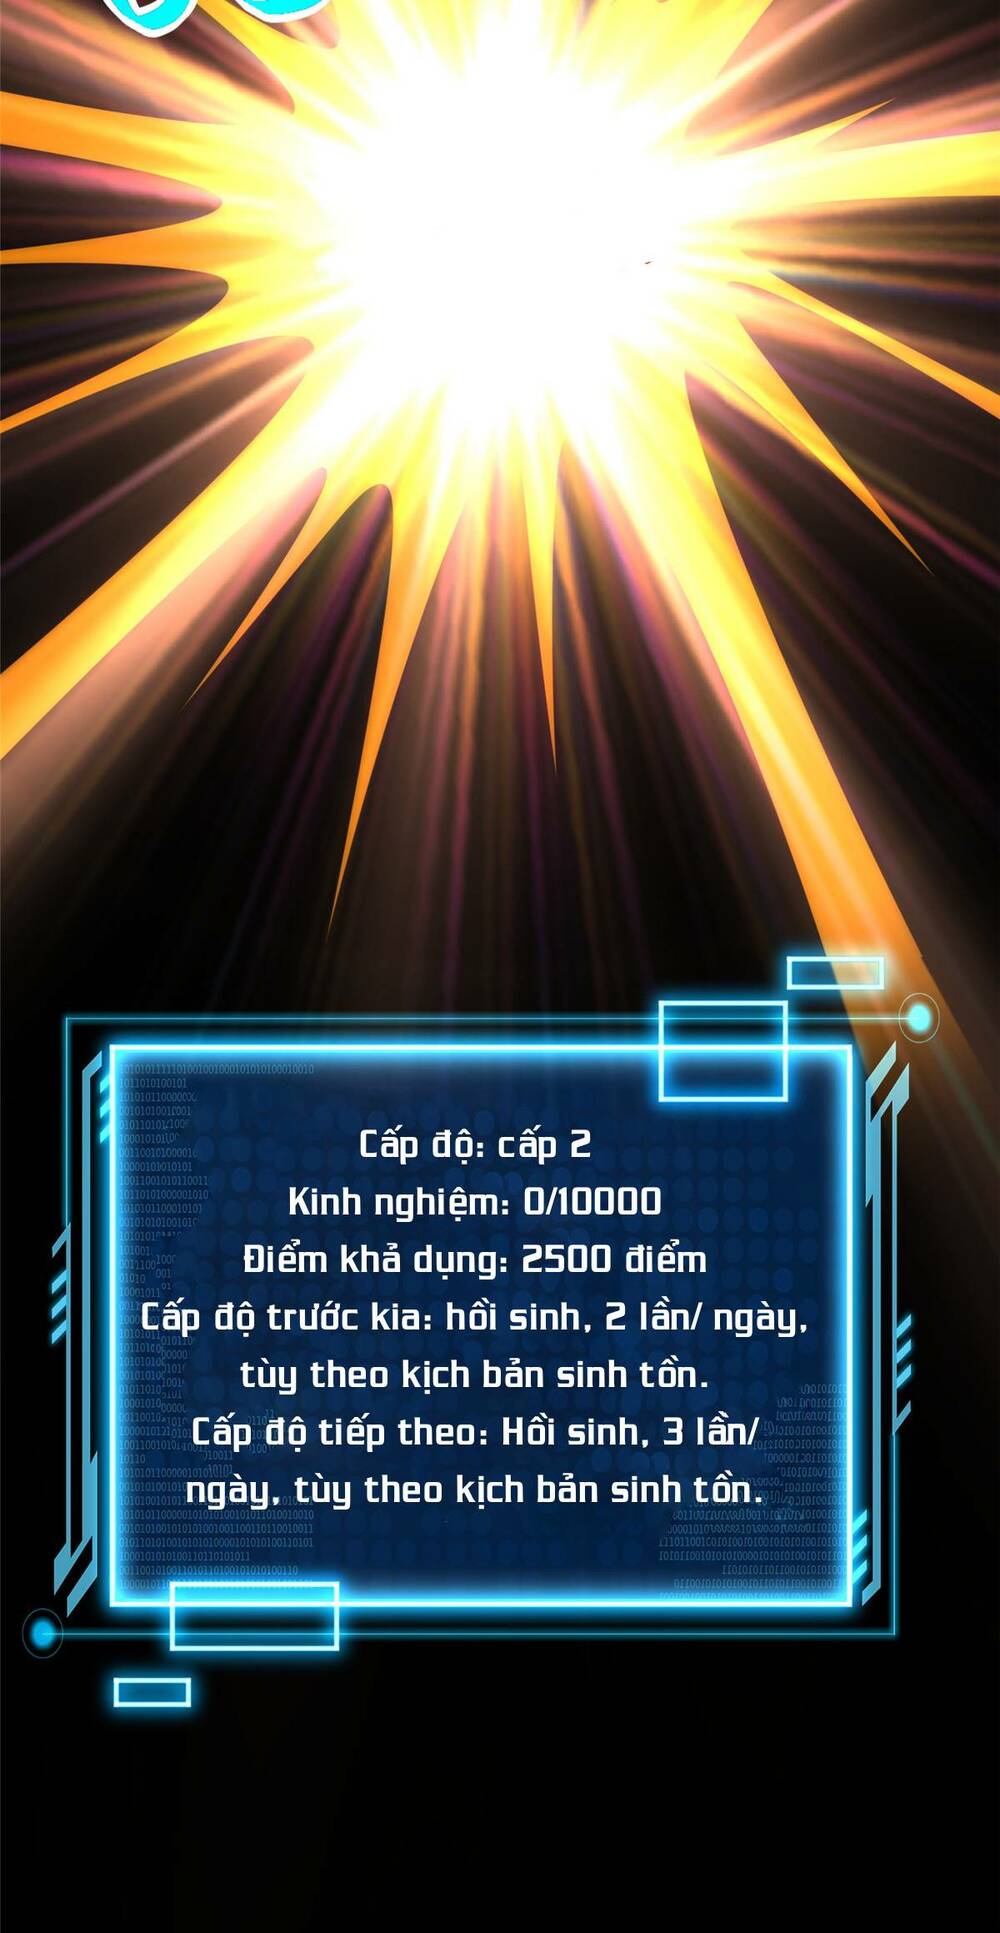 Cấp độ: cấp 2
Kinh nghiệm: 0/10000
Điểm khả dụng: 2500 điểm
Cấp độ trước kia: hồi sinh, 2 lần/ ngày,
tùy theo kịch bản sinh tồn.
Cấp độ tiếp theo: Hồi sinh, 3 lần/
ngày, tùy theo kịch bản sinh tồn.